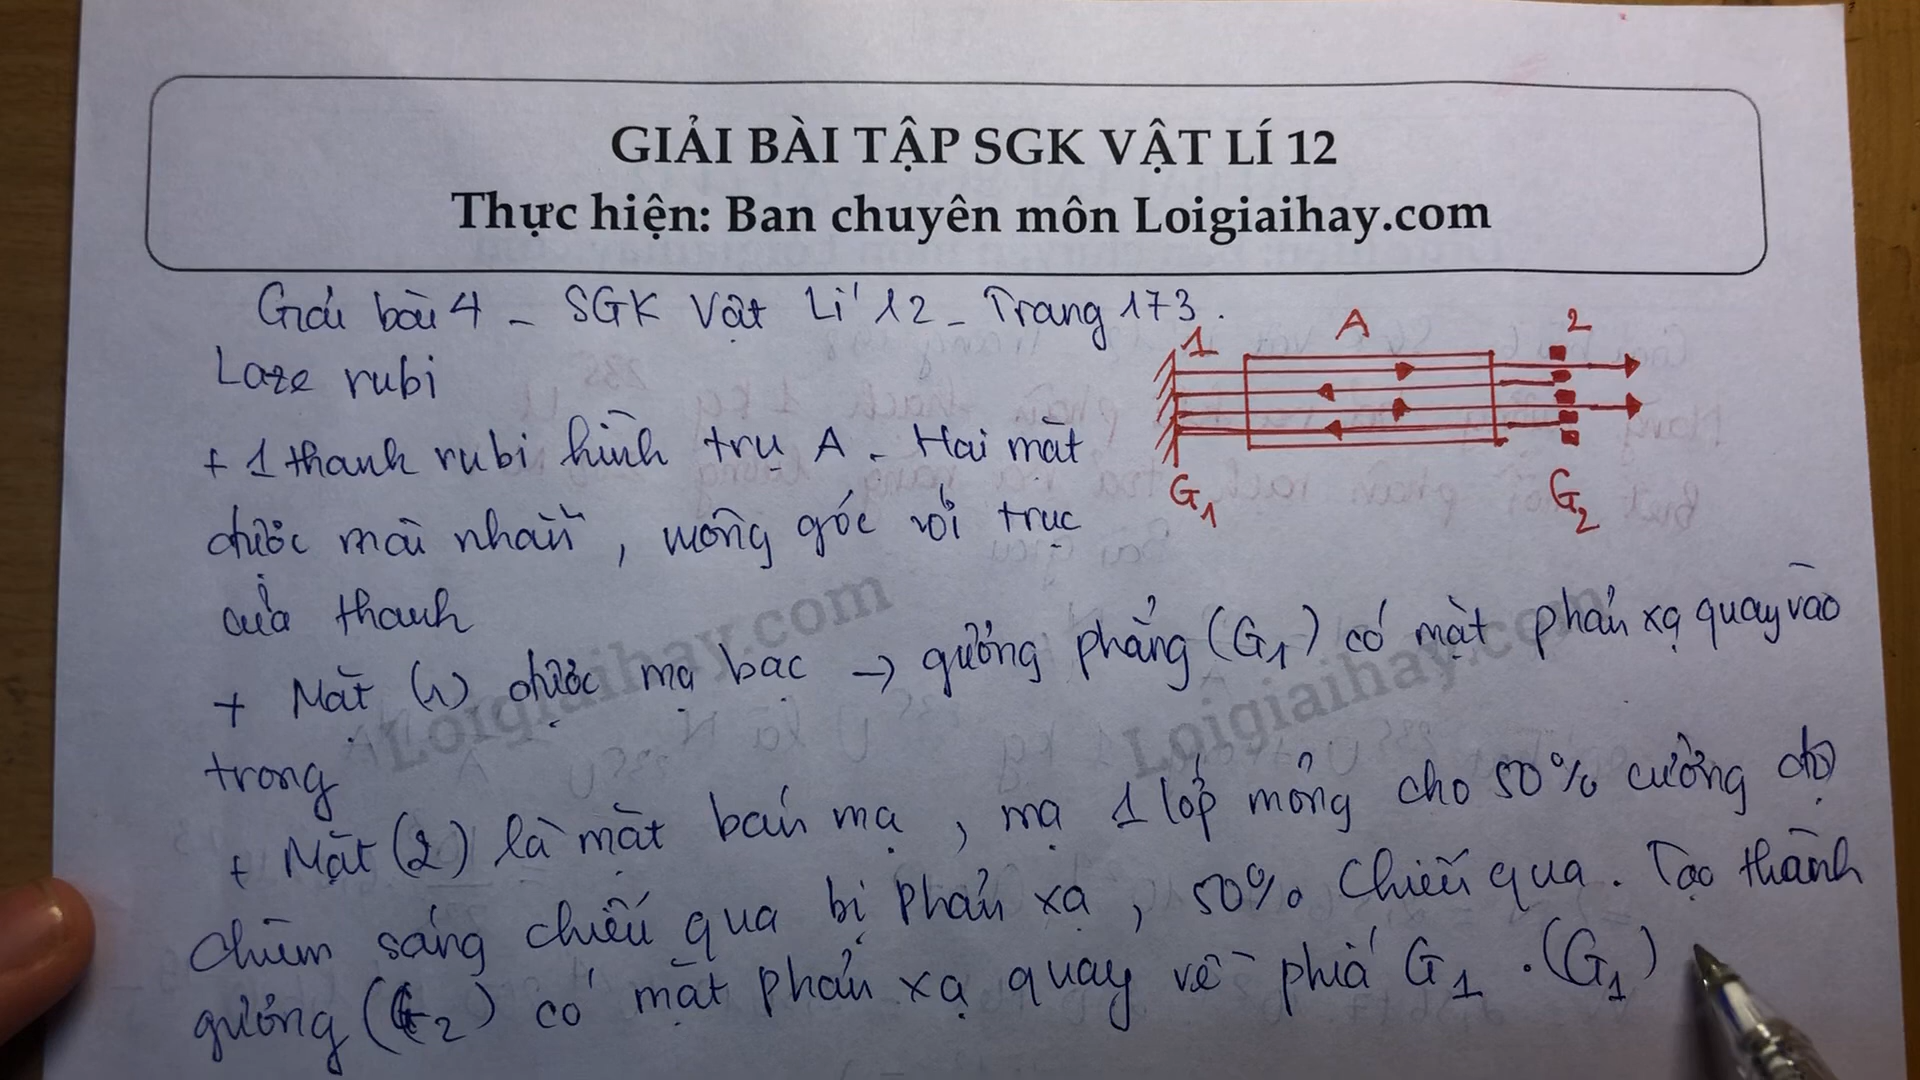 GIẢI BÀI TẬP SGK VẬT LÍ 12
Thực hiện: Ban chuyên môn Loigiaihay.com
Giải bài 4 - SGK Vật Lí 12 - Trang 173.
Laze rubi
+ 1 thanh rubi hình trụ A. Hai mặt
được mài nhẵn, vuông góc với trục
của thanh
+ Mặt (1) được mạ bạc → gương phẳng (G1) có mặt phản xạ quay vào
trong
+ Mặt (2) là mặt bán mạ, mạ 1 lớp mỏng cho 50% cường độ
chùm sáng chiếu qua bị phản xạ, 50% chiếu qua. Tạo thành
gương (G2) có mặt phản xạ quay về phía G1. (G1)
1 A 2
G1 G2
Loigiaihay.com
Loigiaihay.com